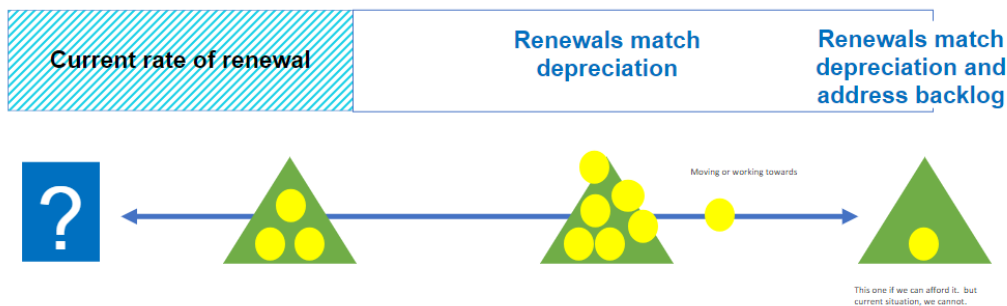 Current rate of renewal
Renewals match
depreciation
Renewals match
depreciation and
address backlog
?
Moving or working towards
This one if we can afford it.  but
current situation, we cannot.